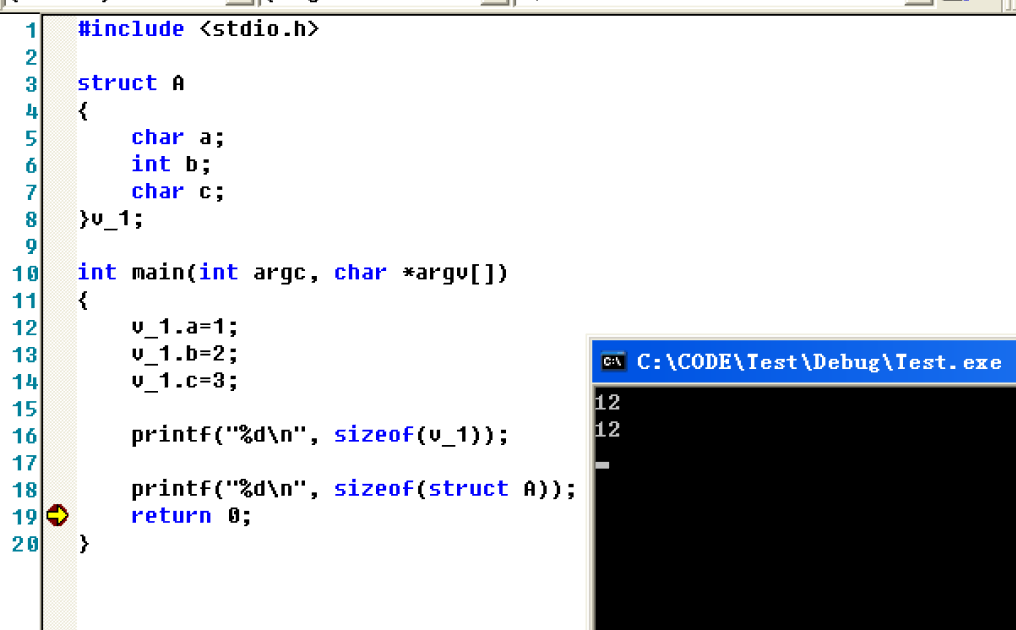 1 #include <stdio.h>
2
3 struct A
4 {
5 char a;
6 int b;
7 char c;
8 }v_1;
9
10 int main(int argc, char *argv[])
11 {
12 v_1.a=1;
13 v_1.b=2;
14 v_1.c=3;
15
16 printf("%d\n", sizeof(v_1));
17
18 printf("%d\n", sizeof(struct A));
19 return 0;
20 }
C:\CODE\Test\Debug\Test.exe
12
12